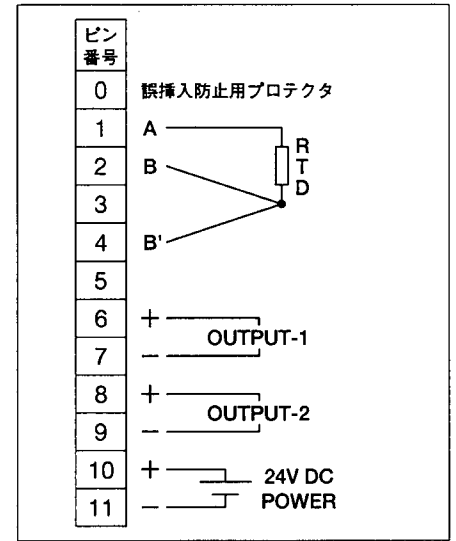 ピン
番号
0 誤挿入防止用プロテクタ
1 A
2 B
3
4 B'
5
RTD
6 +
7 −
OUTPUT-1
8 +
9 −
OUTPUT-2
10 +
11 −
24V DC
POWER